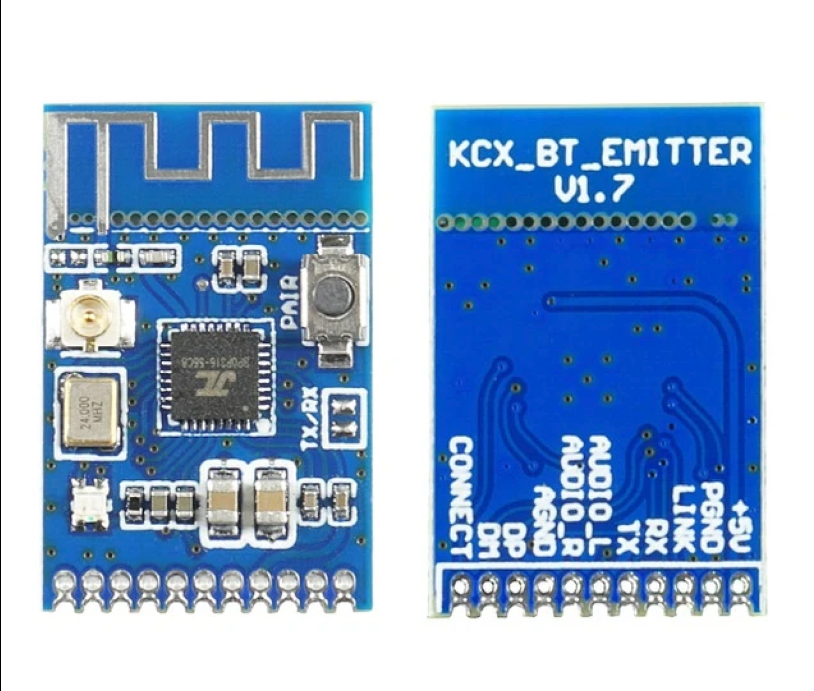 PAIR
JL
24.000
MHZ
TX/RX
KCX_BT_EMITTER
V1.7
CONNECT
DM
DP
AGND
AUDIO_R
AUDIO_L
TX
RX
LINK
PGND
+5V